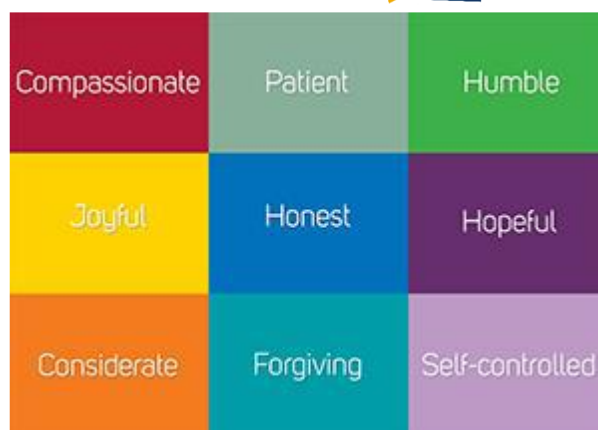 Compassionate Patient Humble
Joyful Honest Hopeful
Considerate Forgiving Self-controlled